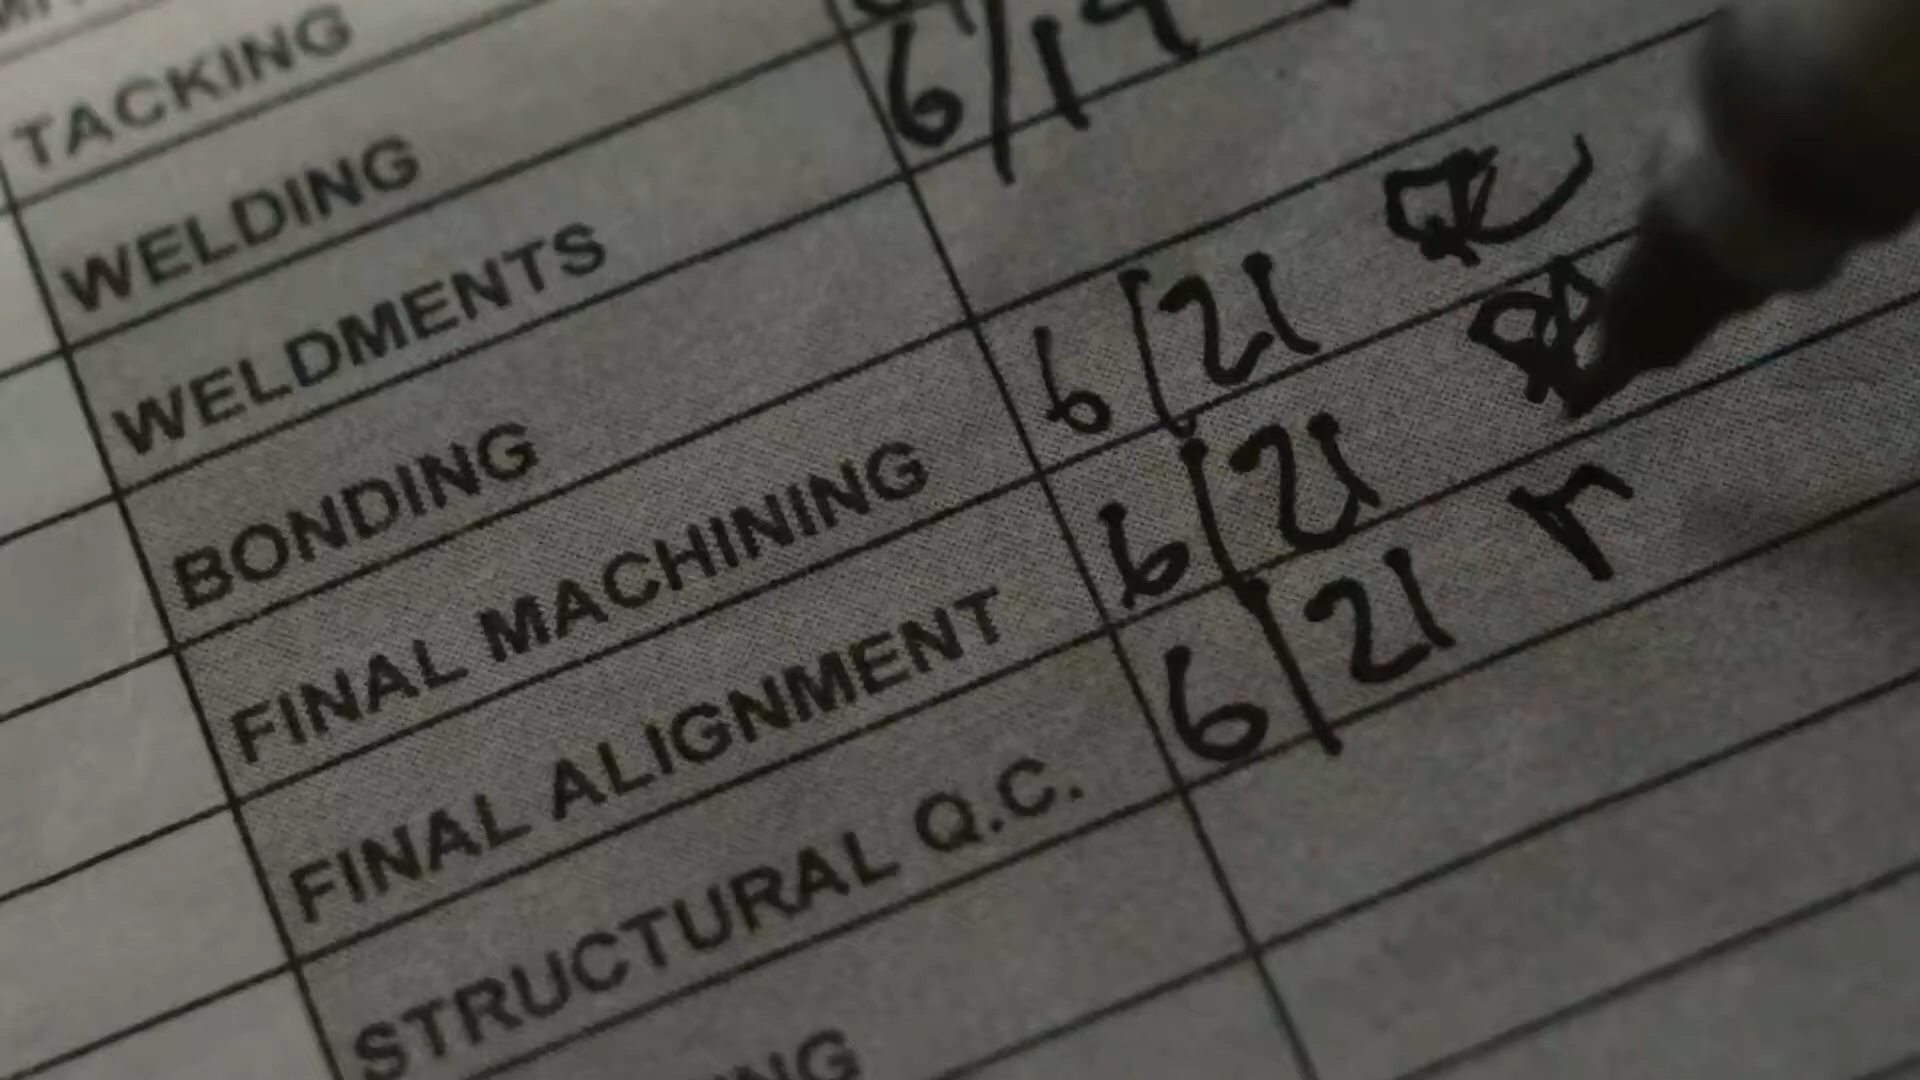 TACKING
WELDING
WELDMENTS 6/19
BONDING
FINAL MACHINING 6/21
FINAL ALIGNMENT 6/21
STRUCTURAL Q.C. 6/21